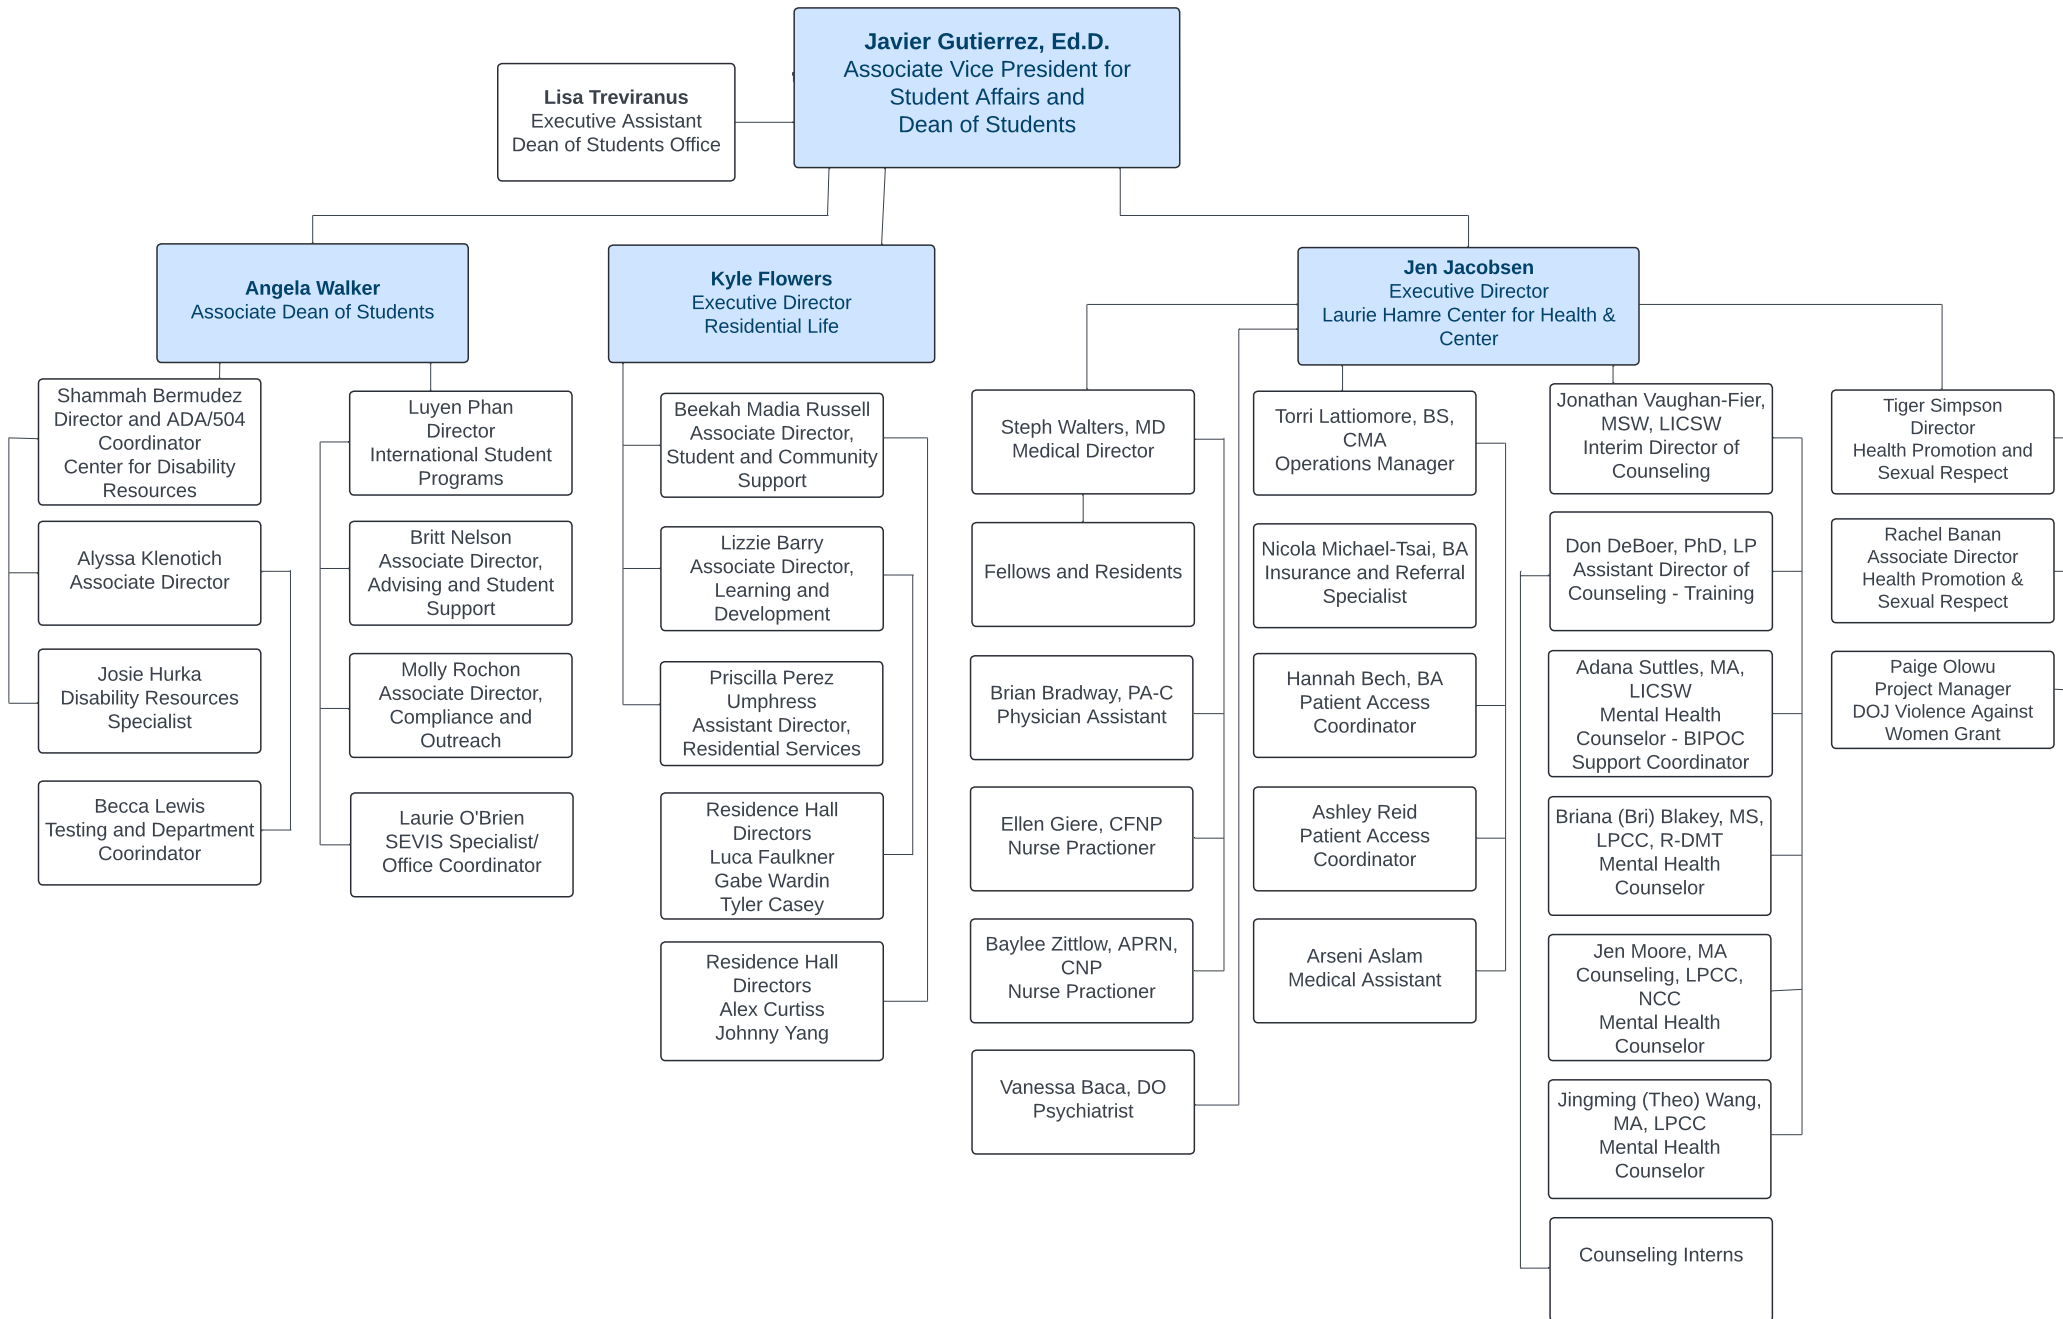 Javier Gutierrez, Ed.D.
Associate Vice President for
Student Affairs and
Dean of Students
Lisa Treviranus
Executive Assistant
Dean of Students Office
Angela Walker
Associate Dean of Students
Kyle Flowers
Executive Director
Residential Life
Jen Jacobsen
Executive Director
Laurie Hamre Center for Health &
Center
Shammah Bermudez
Director and ADA/504
Coordinator
Center for Disability
Resources
Alyssa Klenotich
Associate Director
Josie Hurka
Disability Resources
Specialist
Becca Lewis
Testing and Department
Coorindator
Luyen Phan
Director
International Student
Programs
Britt Nelson
Associate Director,
Advising and Student
Support
Molly Rochon
Associate Director,
Compliance and
Outreach
Laurie O'Brien
SEVIS Specialist/
Office Coordinator
Beekah Madia Russell
Associate Director,
Student and Community
Support
Lizzie Barry
Associate Director,
Learning and
Development
Priscilla Perez
Umphress
Assistant Director,
Residential Services
Residence Hall
Directors
Luca Faulkner
Gabe Wardin
Tyler Casey
Residence Hall
Directors
Alex Curtiss
Johnny Yang
Steph Walters, MD
Medical Director
Fellows and Residents
Brian Bradway, PA-C
Physician Assistant
Ellen Giere, CFNP
Nurse Practioner
Baylee Zittlow, APRN,
CNP
Nurse Practioner
Vanessa Baca, DO
Psychiatrist
Torri Lattiomore, BS,
CMA
Operations Manager
Nicola Michael-Tsai, BA
Insurance and Referral
Specialist
Hannah Bech, BA
Patient Access
Coordinator
Ashley Reid
Patient Access
Coordinator
Arseni Aslam
Medical Assistant
Jonathan Vaughan-Fier,
MSW, LICSW
Interim Director of
Counseling
Don DeBoer, PhD, LP
Assistant Director of
Counseling - Training
Adana Suttles, MA,
LICSW
Mental Health
Counselor - BIPOC
Support Coordinator
Briana (Bri) Blakey, MS,
LPCC, R-DMT
Mental Health
Counselor
Jen Moore, MA
Counseling, LPCC,
NCC
Mental Health
Counselor
Jingming (Theo) Wang,
MA, LPCC
Mental Health
Counselor
Counseling Interns
Tiger Simpson
Director
Health Promotion and
Sexual Respect
Rachel Banan
Associate Director
Health Promotion &
Sexual Respect
Paige Olowu
Project Manager
DOJ Violence Against
Women Grant